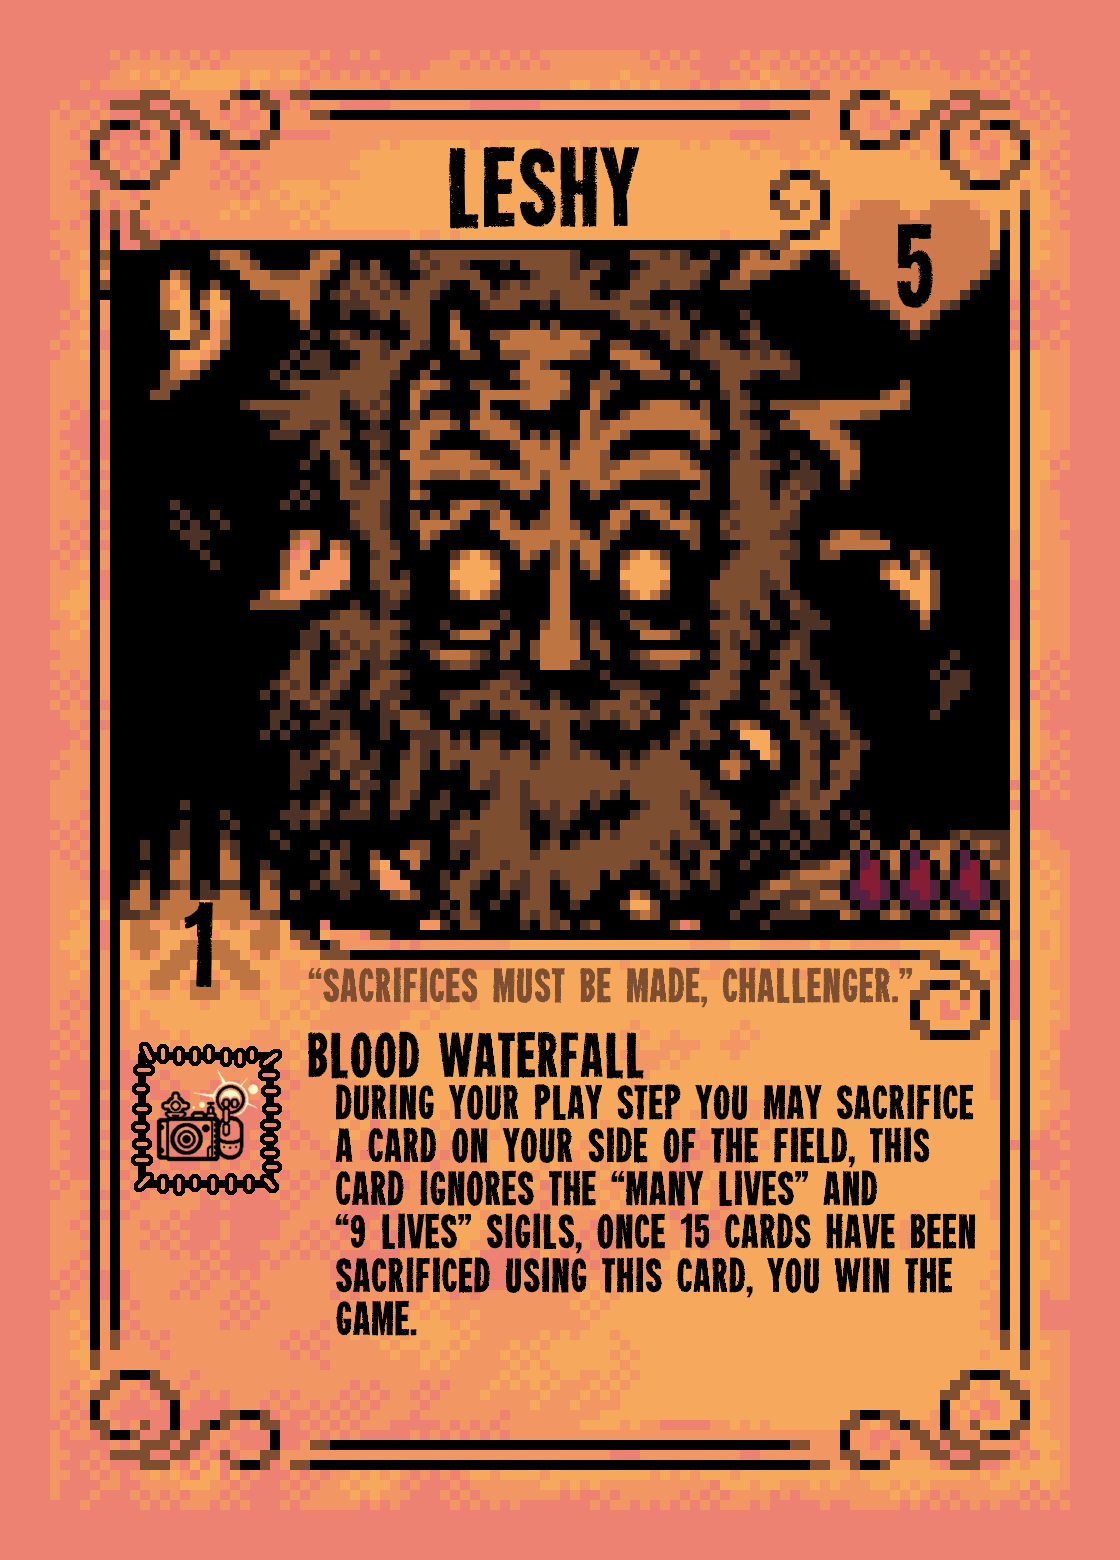 LESHY
5
1
“SACRIFICES MUST BE MADE, CHALLENGER.”
BLOOD WATERFALL
DURING YOUR PLAY STEP YOU MAY SACRIFICE
A CARD ON YOUR SIDE OF THE FIELD, THIS
CARD IGNORES THE “MANY LIVES” AND
“9 LIVES” SIGILS, ONCE 15 CARDS HAVE BEEN
SACRIFICED USING THIS CARD, YOU WIN THE
GAME.